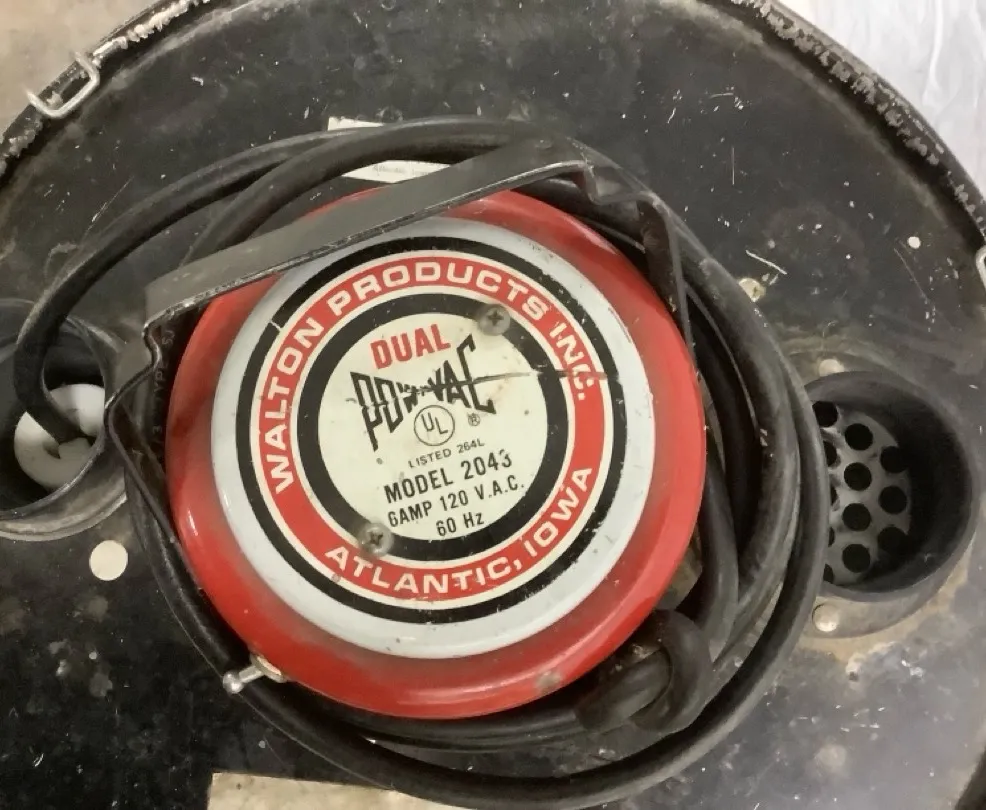 WALTON PRODUCTS INC.
DUAL
POW-VAC
UL
®
LISTED 264L
MODEL 2043
6AMP 120 V.A.C.
60 Hz
ATLANTIC, IOWA